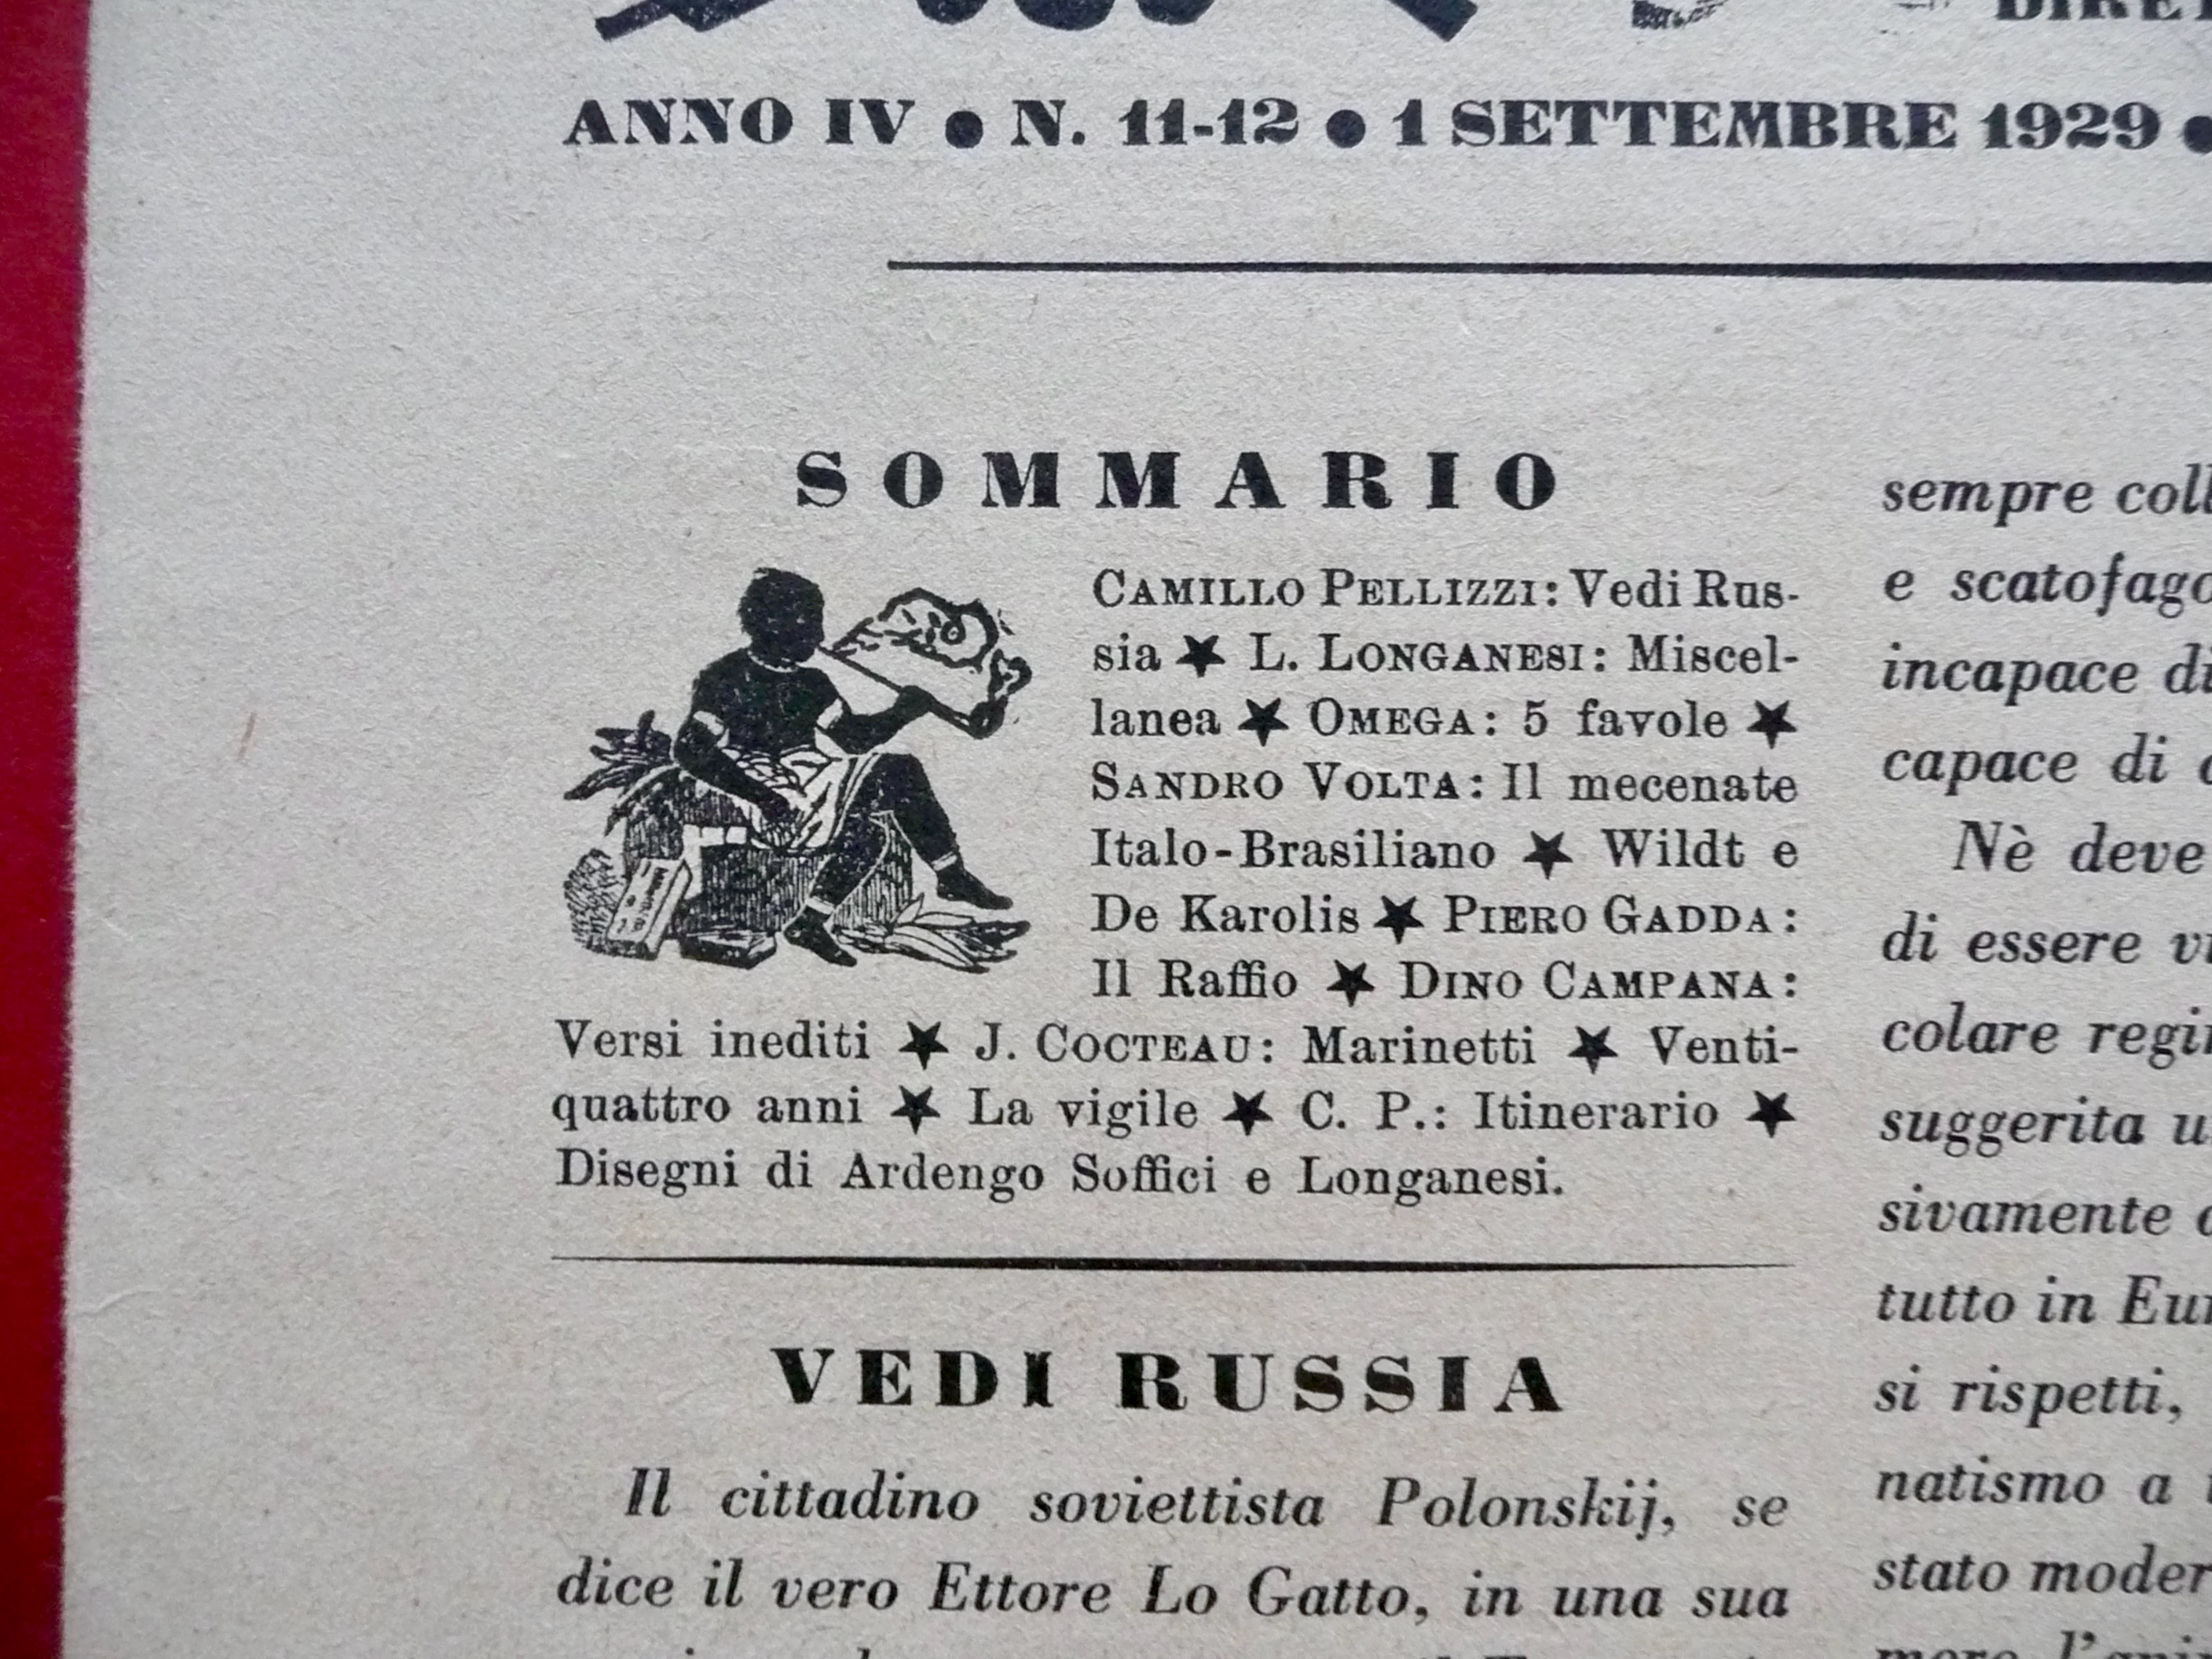 ANNO IV ● N. 11-12 ● 1 SETTEMBRE 1929 ●
SOMMARIO
CAMILLO PELLIZZI: Vedi Rus-
sia ★ L. LONGANESI: Miscel-
lanea ★ OMEGA: 5 favole ★
SANDRO VOLTA: Il mecenate
Italo-Brasiliano ★ Wildt e
De Karolis ★ PIERO GADDA:
Il Raffio ★ DINO CAMPANA:
Versi inediti ★ J. COCTEAU: Marinetti ★ Venti-
quattro anni ★ La vigile ★ C. P.: Itinerario ★
Disegni di Ardengo Soffici e Longanesi.
VEDI RUSSIA
Il cittadino soviettista Polonskij, se
dice il vero Ettore Lo Gatto, in una sua
sempre coll
e scatofago
incapace di
capace di
Nè deve
di essere
colare regi
suggerita u
sivamente
tutto in Eu
si rispetti,
natismo a
stato moder